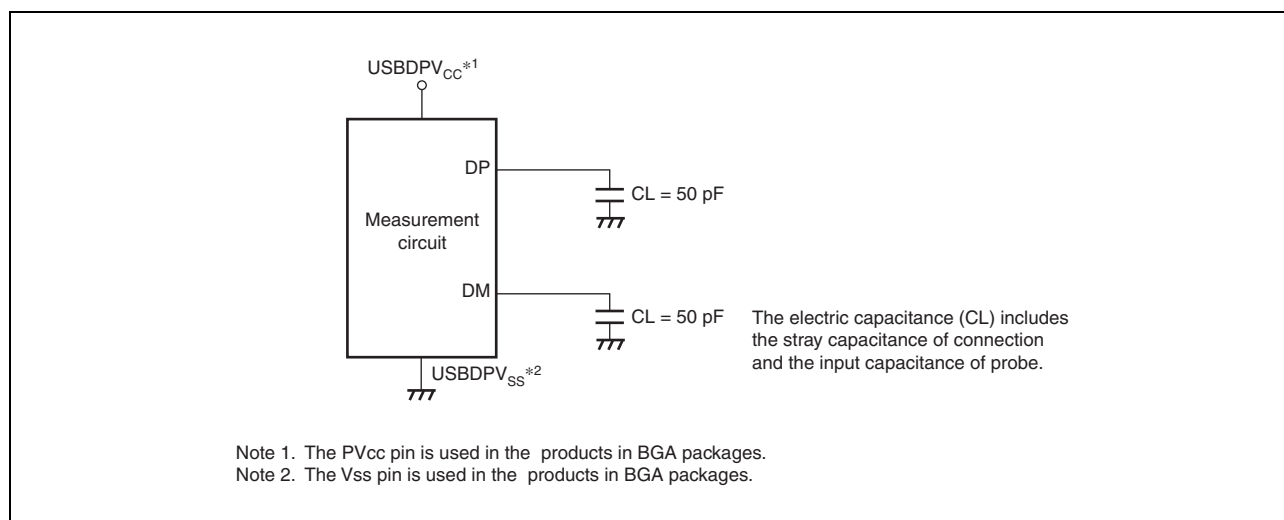 USBDPVCC*1
DP
CL = 50 pF
Measurement
circuit
DM
CL = 50 pF
The electric capacitance (CL) includes
the stray capacitance of connection
and the input capacitance of probe.
USBDPVSS*2
Note 1. The PVcc pin is used in the products in BGA packages.
Note 2. The Vss pin is used in the products in BGA packages.